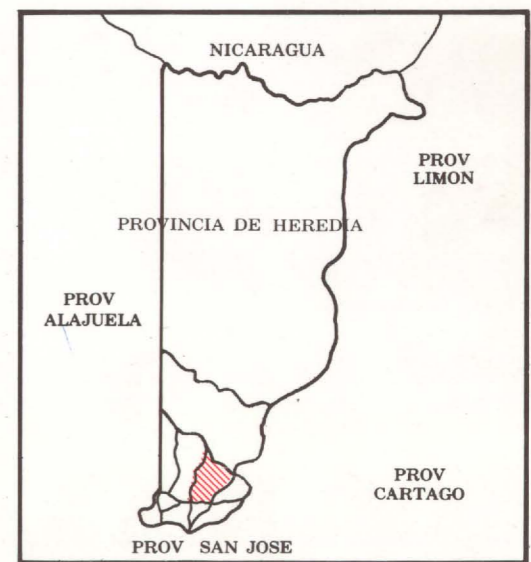 NICARAGUA
PROV
LIMON
PROVINCIA DE HEREDIA
PROV
ALAJUELA
PROV
CARTAGO
PROV SAN JOSE